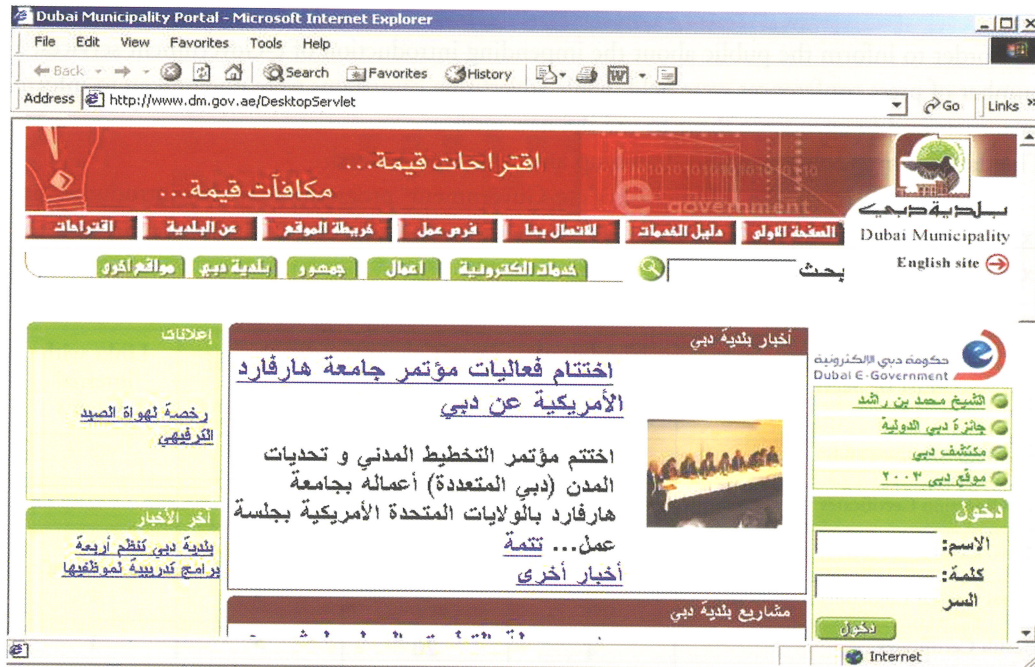 Dubai Municipality Portal - Microsoft Internet Explorer
File Edit View Favorites Tools Help
Back Search Favorites History
Address http://www.dm.gov.ae/DesktopServlet Go Links
اقتراحات قيمة...
مكافآت قيمة...
e government
بلدية دبي
Dubai Municipality
English site
الصفحة الاولى دليل الخدمات للاتصال بنا فرص عمل خريطة الموقع عن البلدية اقتراحات
بحث
خدمات الكترونية اعمال جمهور بلدية دبي مواقع اخرى
حكومة دبي الالكترونية
Dubai E-Government
الشيخ محمد بن راشد
جائزة دبي الدولية
مكتشف دبي
موقع دبي ٢٠٠٣
دخول
الاسم:
كلمة السر:
دخول
أخبار بلدية دبي
اختتام فعاليات مؤتمر جامعة هارفارد
الأمريكية عن دبي
اختتم مؤتمر التخطيط المدني و تحديات
المدن (دبي المتعددة) أعماله بجامعة
هارفارد بالولايات المتحدة الأمريكية بجلسة
عمل... تتمة
أخبار أخرى
مشاريع بلدية دبي
إعلانات
رخصة لهواة الصيد
الترفيهي
آخر الأخبار
بلدية دبي تنظم أربعة
برامج تدريبية لموظفيها
Internet